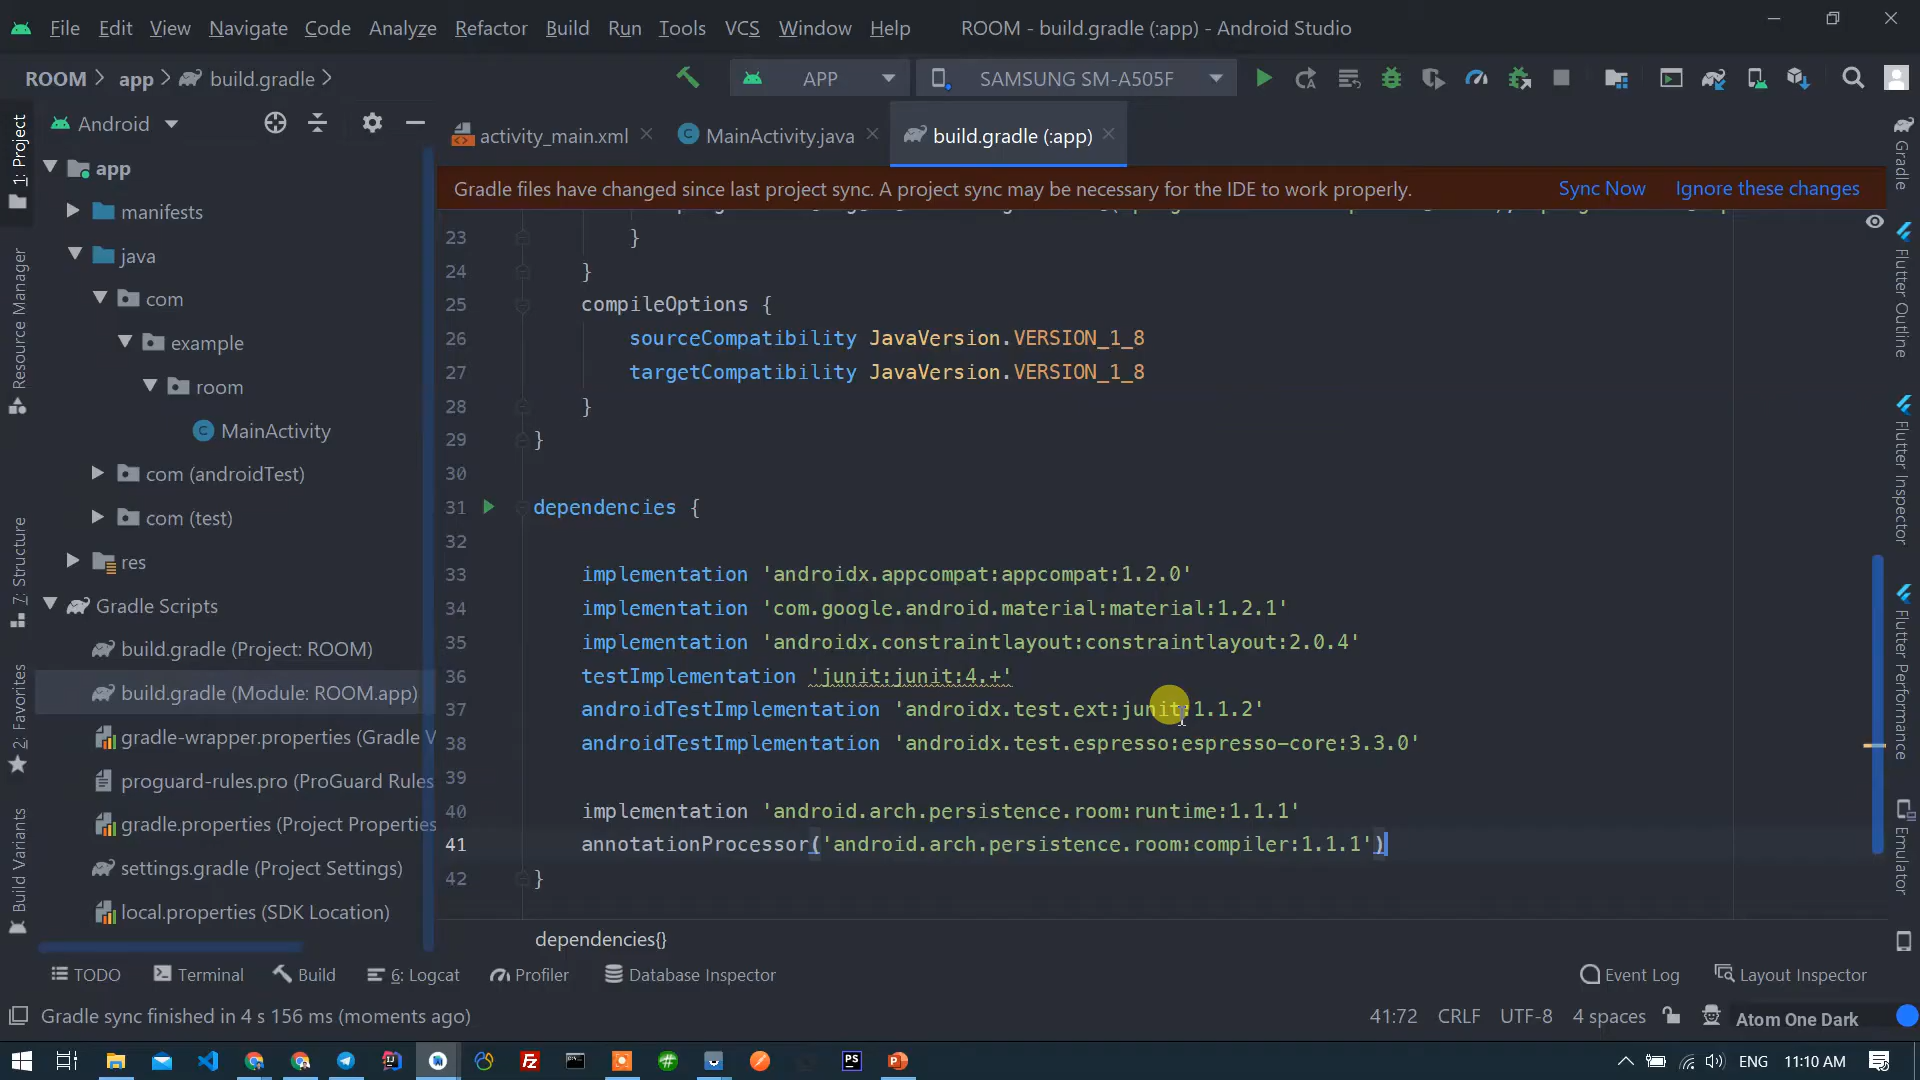 File Edit View Navigate Code Analyze Refactor Build Run Tools VCS Window Help ROOM - build.gradle (:app) - Android Studio
ROOM app build.gradle APP SAMSUNG SM-A505F
Android activity_main.xml MainActivity.java build.gradle (:app)
Gradle files have changed since last project sync. A project sync may be necessary for the IDE to work properly. Sync Now Ignore these changes
1: Project
Resource Manager
Z: Structure
2: Favorites
Build Variants
app
manifests
java
com
example
room
MainActivity
com (androidTest)
com (test)
res
Gradle Scripts
build.gradle (Project: ROOM)
build.gradle (Module: ROOM.app)
gradle-wrapper.properties (Gradle V
proguard-rules.pro (ProGuard Rules
gradle.properties (Project Properties
settings.gradle (Project Settings)
local.properties (SDK Location)
23 }
24 }
25 compileOptions {
26 sourceCompatibility JavaVersion.VERSION_1_8
27 targetCompatibility JavaVersion.VERSION_1_8
28 }
29 }
30
31 dependencies {
32
33 implementation 'androidx.appcompat:appcompat:1.2.0'
34 implementation 'com.google.android.material:material:1.2.1'
35 implementation 'androidx.constraintlayout:constraintlayout:2.0.4'
36 testImplementation 'junit:junit:4.+'
37 androidTestImplementation 'androidx.test.ext:junit:1.1.2'
38 androidTestImplementation 'androidx.test.espresso:espresso-core:3.3.0'
39
40 implementation 'android.arch.persistence.room:runtime:1.1.1'
41 annotationProcessor('android.arch.persistence.room:compiler:1.1.1')
42 }
dependencies{}
Gradle
Flutter Outline
Flutter Inspector
Flutter Performance
Emulator
TODO Terminal Build 6: Logcat Profiler Database Inspector Event Log Layout Inspector
Gradle sync finished in 4 s 156 ms (moments ago) 41:72 CRLF UTF-8 4 spaces Atom One Dark
PS ENG 11:10 AM